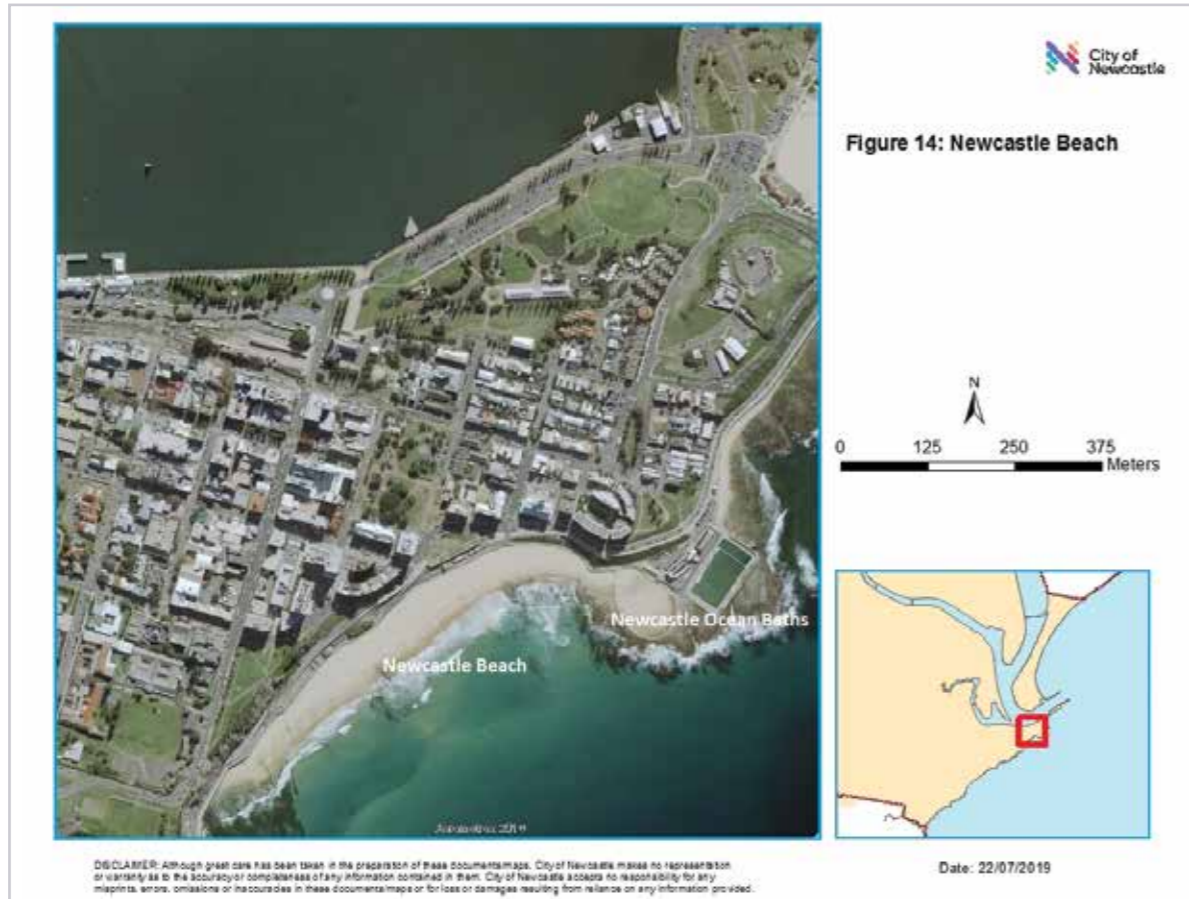 City of
Newcastle
Figure 14: Newcastle Beach
N
0 125 250 375
Meters
Newcastle Ocean Baths
Newcastle Beach
DISCLAIMER: Although great care has been taken in the preparation of these documents/maps, City of Newcastle makes no representation
or warranty as to the accuracy or completeness of any information contained in them. City of Newcastle accepts no responsibility for any
misprints, errors, omissions or inaccuracies in these documents/maps or for loss or damages resulting from reliance on any information provided.
Date: 22/07/2019